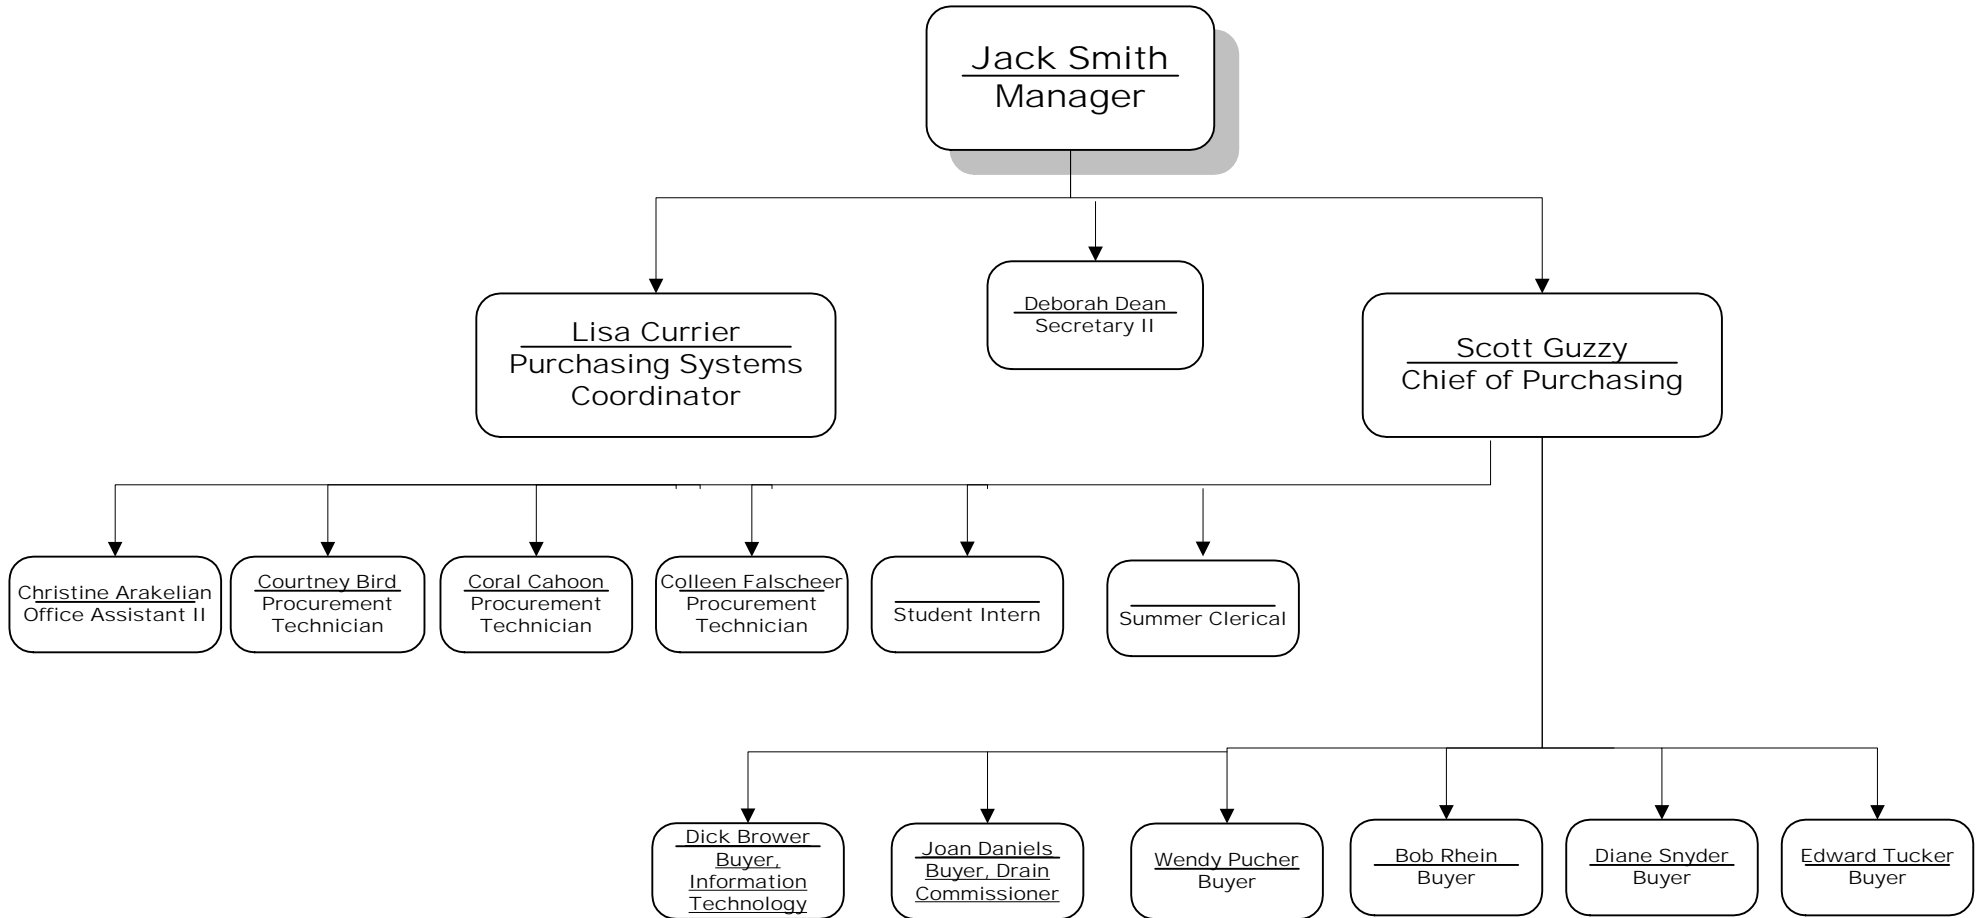 Jack Smith
Manager
Deborah Dean
Secretary II
Lisa Currier
Purchasing Systems
Coordinator
Scott Guzzy
Chief of Purchasing
Christine Arakelian
Office Assistant II
Courtney Bird
Procurement
Technician
Coral Cahoon
Procurement
Technician
Colleen Falscheer
Procurement
Technician
Student Intern
Summer Clerical
Dick Brower
Buyer,
Information
Technology
Joan Daniels
Buyer, Drain
Commissioner
Wendy Pucher
Buyer
Bob Rhein
Buyer
Diane Snyder
Buyer
Edward Tucker
Buyer